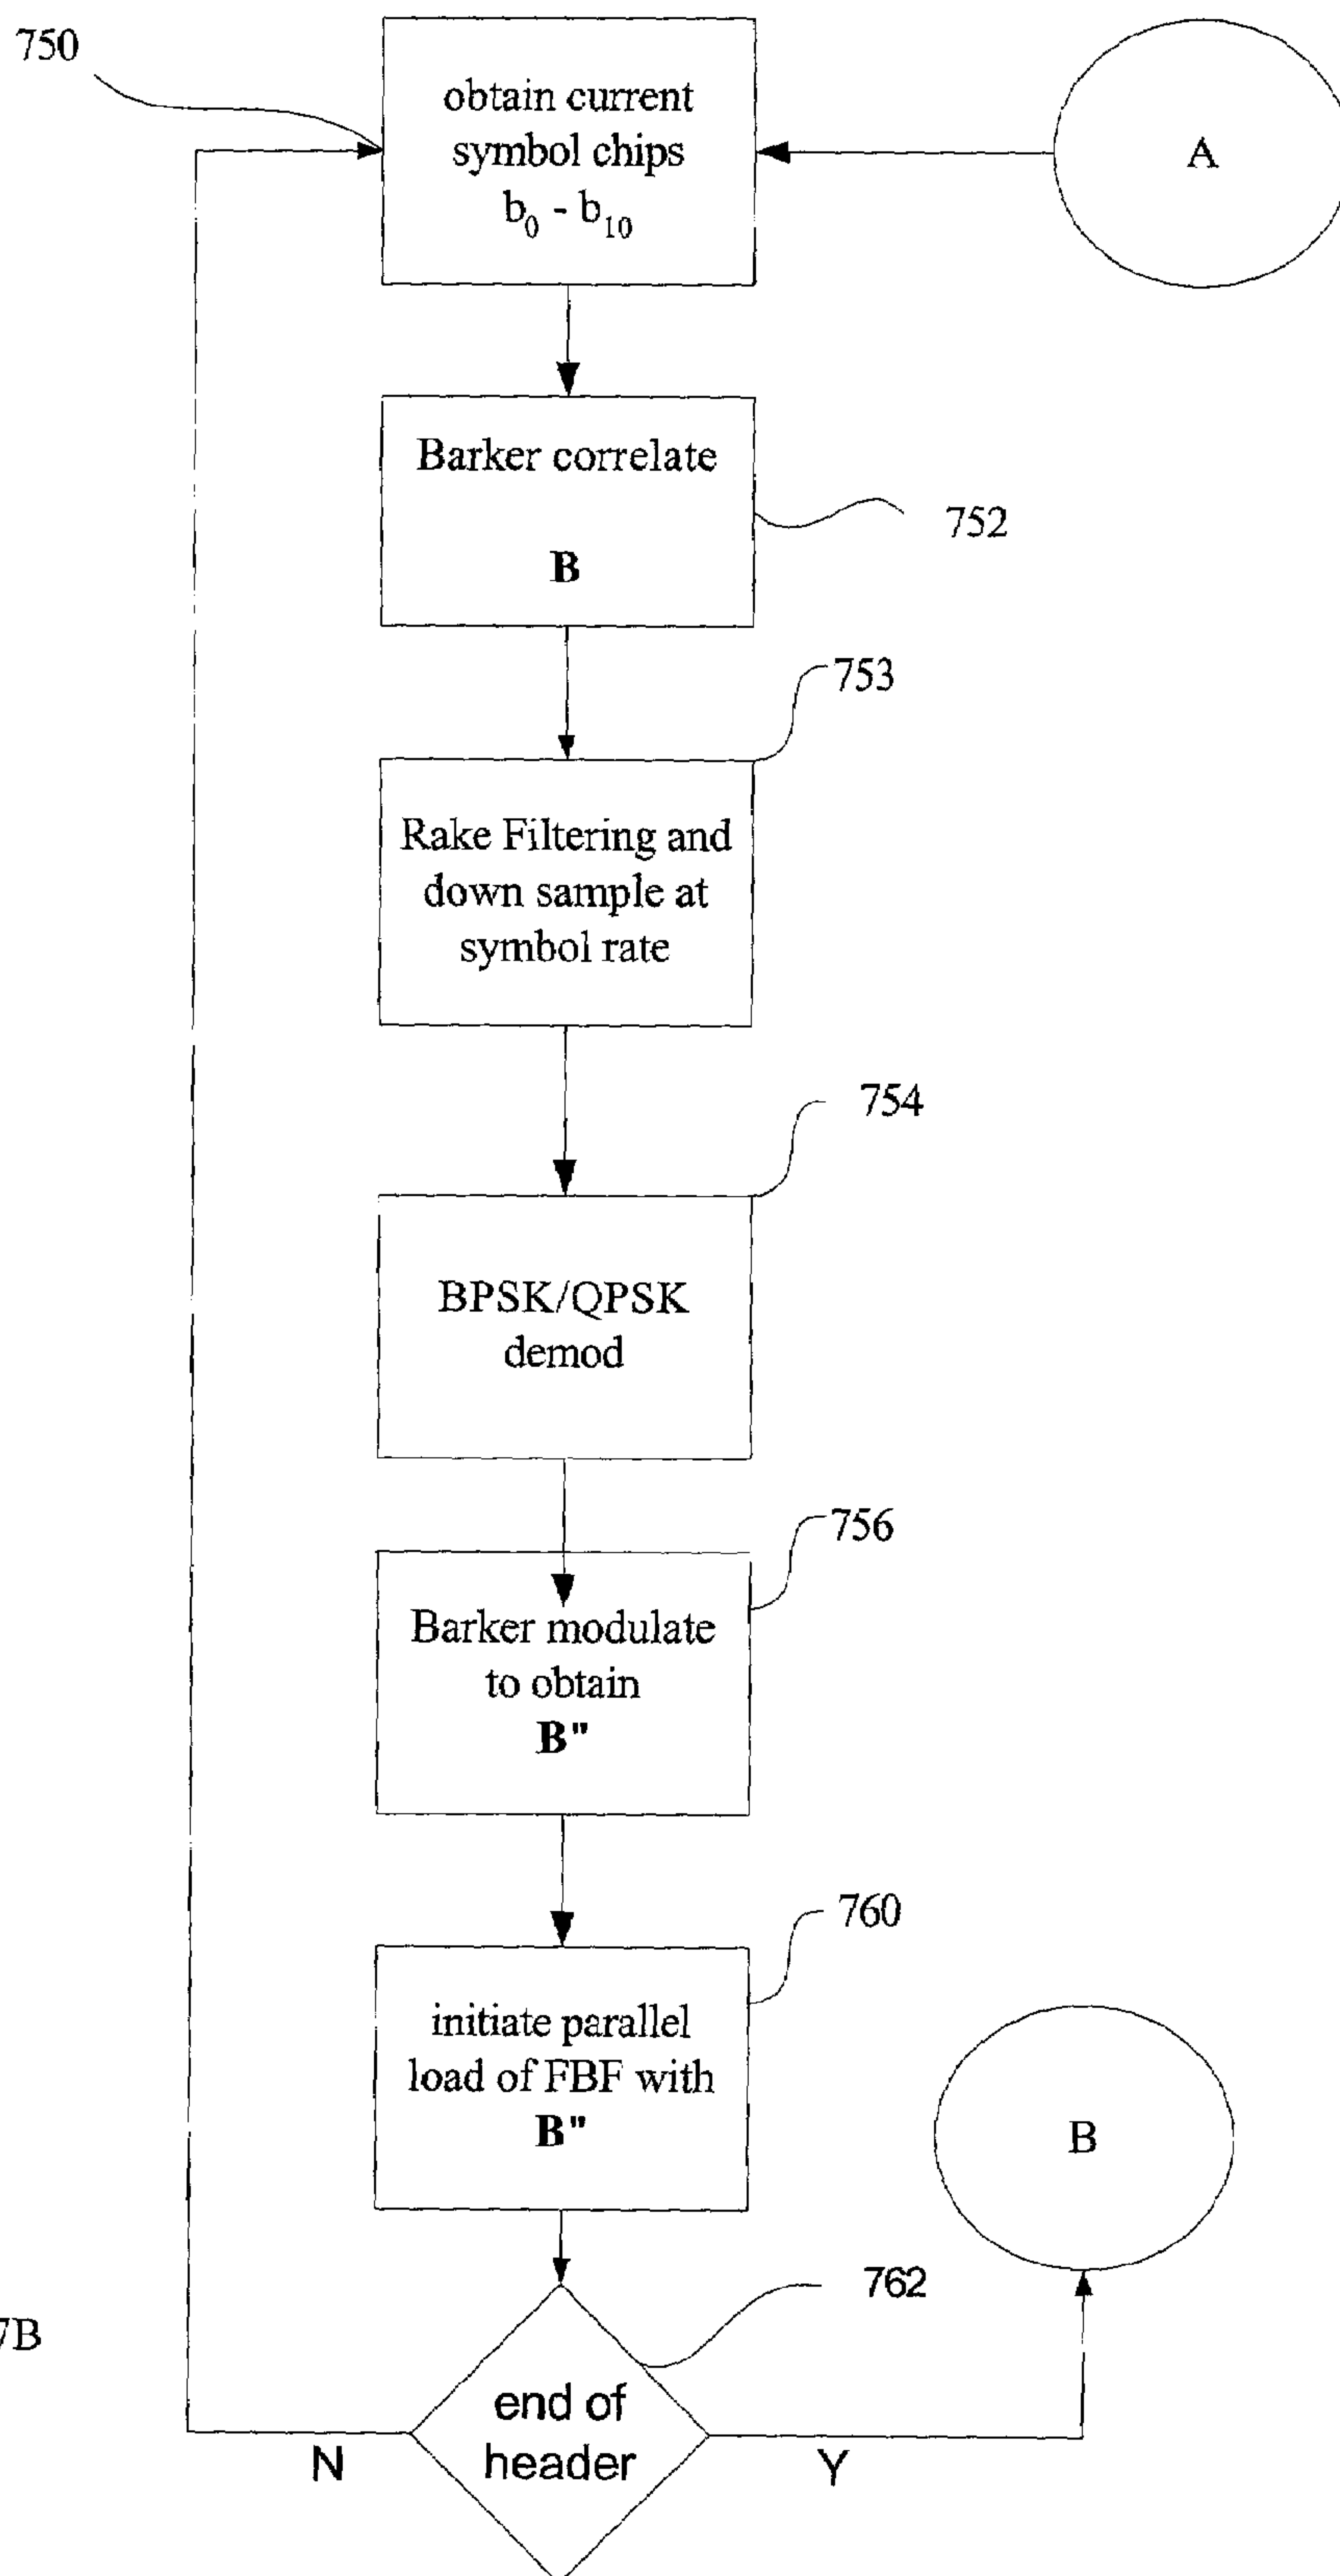 750
obtain current
symbol chips
b₀ - b₁₀
A
Barker correlate
B
752
753
Rake Filtering and
down sample at
symbol rate
754
BPSK/QPSK
demod
756
Barker modulate
to obtain
B"
760
initiate parallel
load of FBF with
B"
B
762
7B
end of
header
N
Y